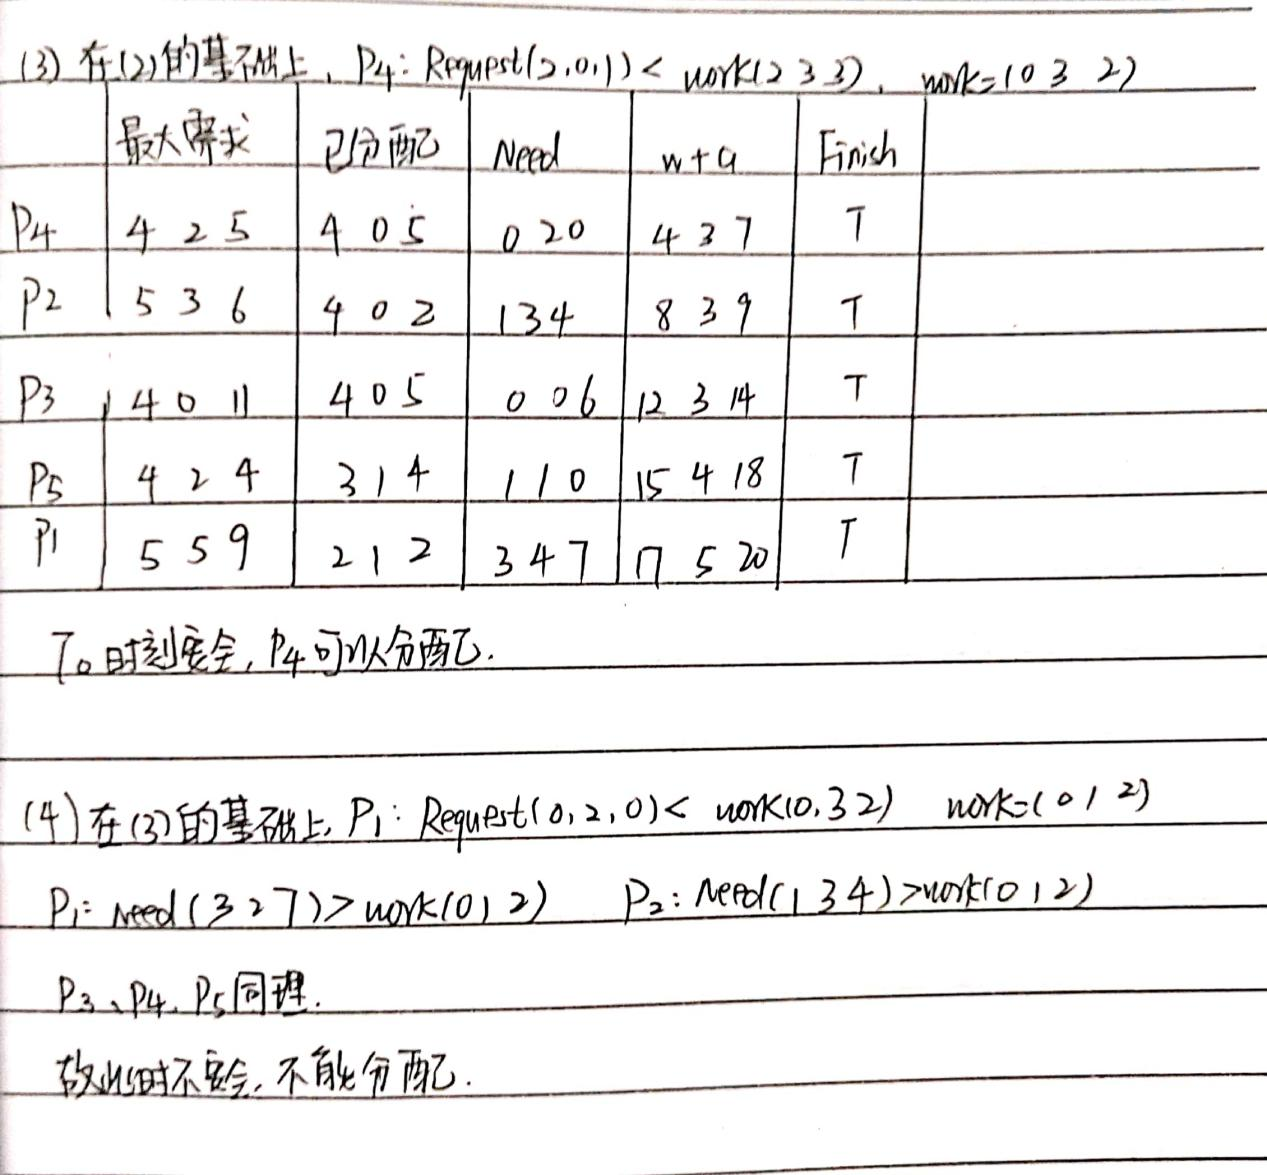 (3) 在(2)的基础上，P4: Request(2,0,1) < work(2 3 3)，work=(0 3 2)
最大需求 已分配 Need w+a Finish
P4 4 2 5 4 0 5 0 2 0 4 3 7 T
P2 5 3 6 4 0 2 1 3 4 8 3 9 T
P3 4 0 11 4 0 5 0 0 6 12 3 14 T
P5 4 2 4 3 1 4 1 1 0 15 4 18 T
P1 5 5 9 2 1 2 3 4 7 17 5 20 T
T0时刻安全，P4可以分配.
(4) 在(3)的基础上，P1: Request(0,2,0) < work(0,3 2) work=(0 1 2)
P1: need(3 2 7) > work(0 1 2) P2: Need(1 3 4) > work(0 1 2)
P3、P4、P5同理.
故此时不安全，不能分配.